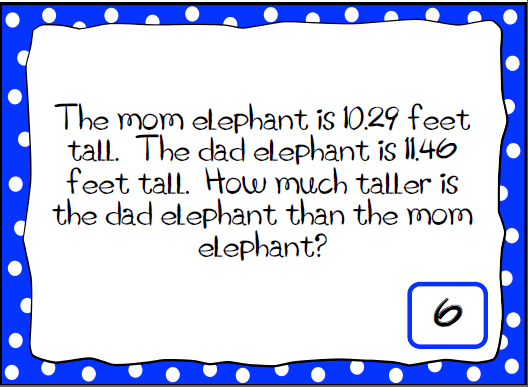 The mom elephant is 10.29 feet
tall. The dad elephant is 11.46
feet tall. How much taller is
the dad elephant than the mom
elephant?
6